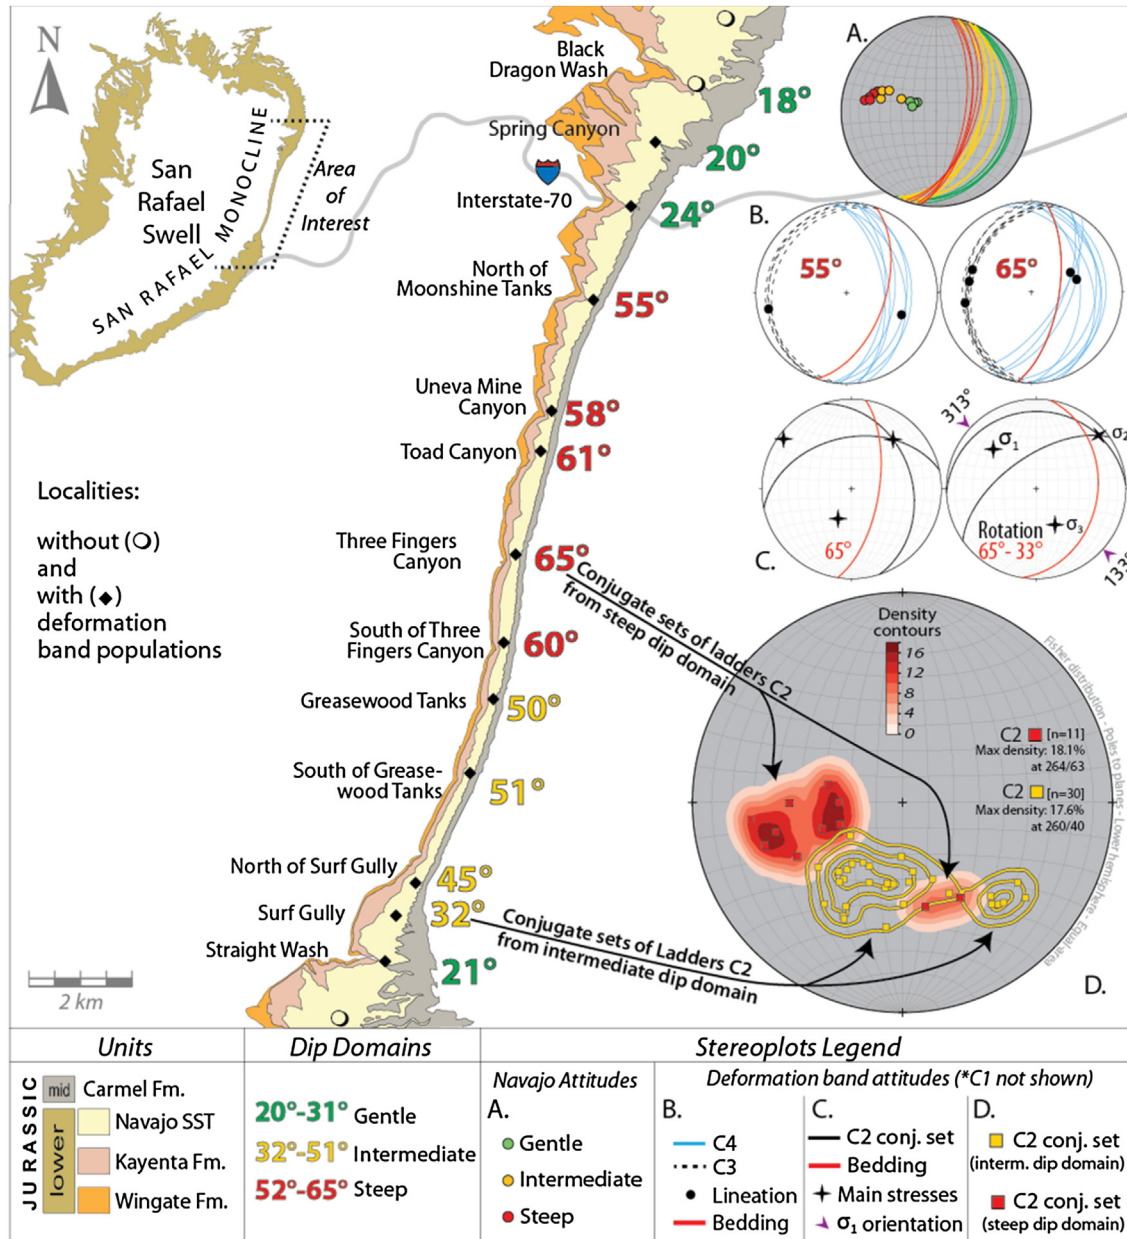 N
San
Rafael
Swell
SAN RAFAEL MONOCLINE
Area
of
Interest
Black
Dragon Wash
18°
Spring Canyon
20°
Interstate-70
24°
North of
Moonshine Tanks
55°
Uneva Mine
Canyon
58°
Toad Canyon
61°
Three Fingers
Canyon
65°
South of Three
Fingers Canyon
60°
Greasewood Tanks
50°
South of Grease-
wood Tanks
51°
North of Surf Gully
45°
Surf Gully
32°
Straight Wash
21°
Localities:
without ( )
and
with ( )
deformation
band populations
2 km
A.
B.
55°
65°
C.
65°
313°
σ1
σ2
σ3
Rotation
65°- 33°
133°
Conjugate sets of ladders C2
from steep dip domain
Conjugate sets of Ladders C2
from intermediate dip domain
Density
contours
16
12
8
4
0
C2 [n=11]
Max density: 18.1%
at 264/63
C2 [n=30]
Max density: 17.6%
at 260/40
Fisher distribution - Poles to planes - Lower hemisphere - Equal area
D.
Units
JURASSIC
mid
Carmel Fm.
lower
Navajo SST
Kayenta Fm.
Wingate Fm.
Dip Domains
20°-31° Gentle
32°-51° Intermediate
52°-65° Steep
Stereoplots Legend
Navajo Attitudes
A.
Gentle
Intermediate
Steep
Deformation band attitudes (*C1 not shown)
B.
C4
C3
Lineation
Bedding
C.
C2 conj. set
Bedding
Main stresses
σ1 orientation
D.
C2 conj. set
(interm. dip domain)
C2 conj. set
(steep dip domain)